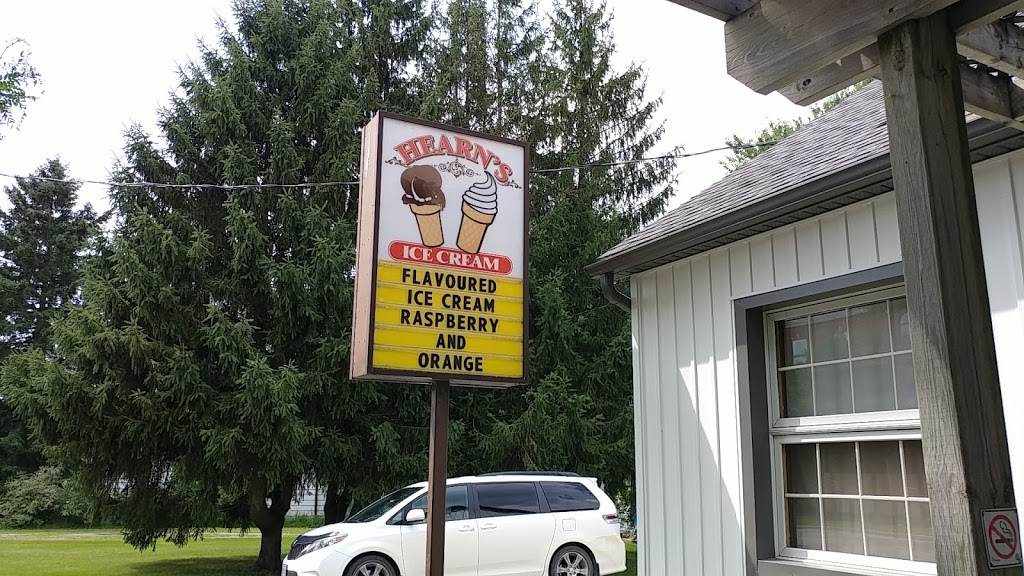 HEARN'S
ICE CREAM
FLAVOURED
ICE CREAM
RASPBERRY
AND
ORANGE